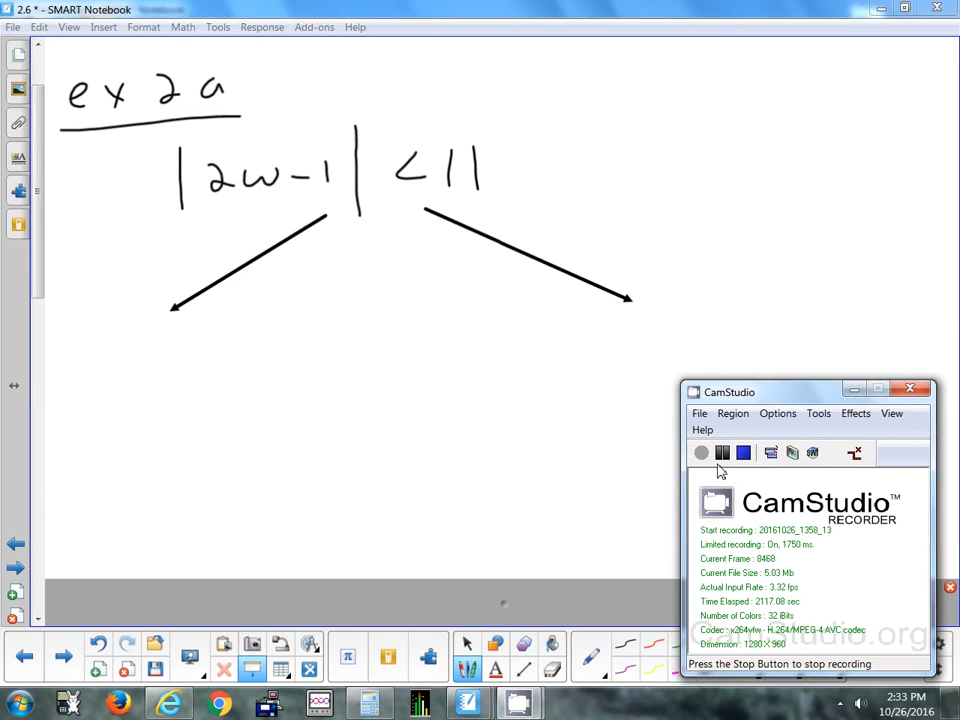 2.6 * - SMART Notebook
File Edit View Insert Format Math Tools Response Add-ons Help
ex 2a
|2w-1| < 11
CamStudio
File Region Options Tools Effects View
Help
CamStudio™
RECORDER
Start recording : 20161026_1358_13
Limited recording : On, 1750 ms.
Current Frame : 8468
Current File Size : 5.03 Mb
Actual Input Rate : 3.32 fps
Time Elasped : 2117.08 sec
Number of Colors : 32 iBits
Codec : x264vfw - H.264/MPEG-4 AVC codec
Dimension : 1280 X 960
CamStudio.org
Press the Stop Button to stop recording
π A
2:33 PM
10/26/2016